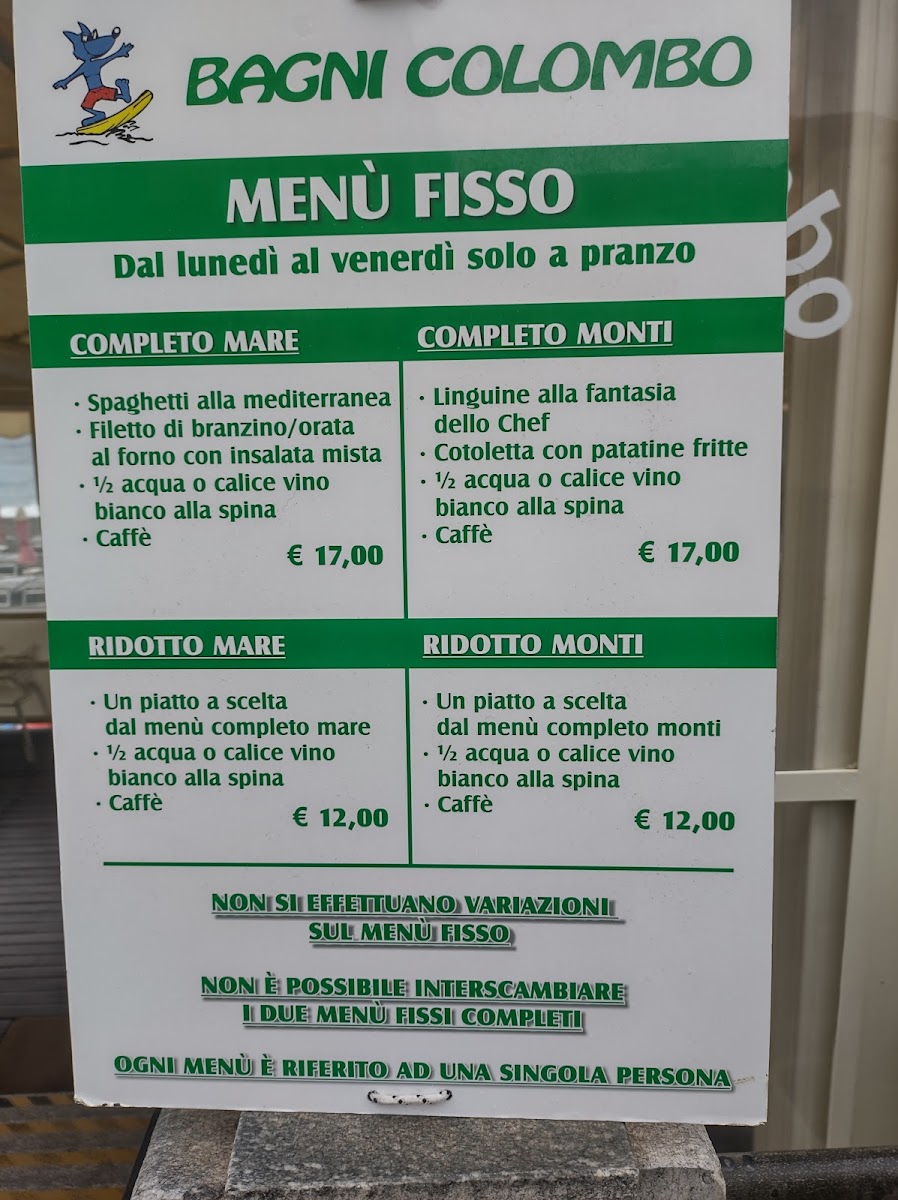 BAGNI COLOMBO
MENÙ FISSO
Dal lunedì al venerdì solo a pranzo
COMPLETO MARE
· Spaghetti alla mediterranea
· Filetto di branzino/orata
al forno con insalata mista
· ½ acqua o calice vino
bianco alla spina
· Caffè
€ 17,00
COMPLETO MONTI
· Linguine alla fantasia
dello Chef
· Cotoletta con patatine fritte
· ½ acqua o calice vino
bianco alla spina
· Caffè
€ 17,00
RIDOTTO MARE
· Un piatto a scelta
dal menù completo mare
· ½ acqua o calice vino
bianco alla spina
· Caffè
€ 12,00
RIDOTTO MONTI
· Un piatto a scelta
dal menù completo monti
· ½ acqua o calice vino
bianco alla spina
· Caffè
€ 12,00
NON SI EFFETTUANO VARIAZIONI
SUL MENÙ FISSO
NON È POSSIBILE INTERSCAMBIARE
I DUE MENÙ FISSI COMPLETI
OGNI MENÙ È RIFERITO AD UNA SINGOLA PERSONA